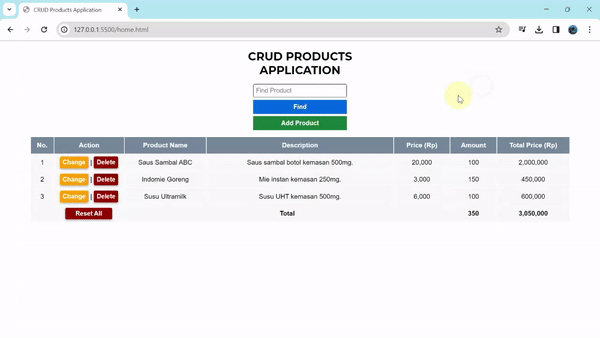 CRUD Products Application
127.0.0.1:5500/home.html
CRUD PRODUCTS
APPLICATION
Find Product
Find
Add Product
No. Action Product Name Description Price (Rp) Amount Total Price (Rp)
1 Change | Delete Saus Sambal ABC Saus sambal botol kemasan 500mg. 20,000 100 2,000,000
2 Change | Delete Indomie Goreng Mie instan kemasan 250mg. 3,000 150 450,000
3 Change | Delete Susu Ultramilk Susu UHT kemasan 500mg. 6,000 100 600,000
Reset All Total 350 3,050,000